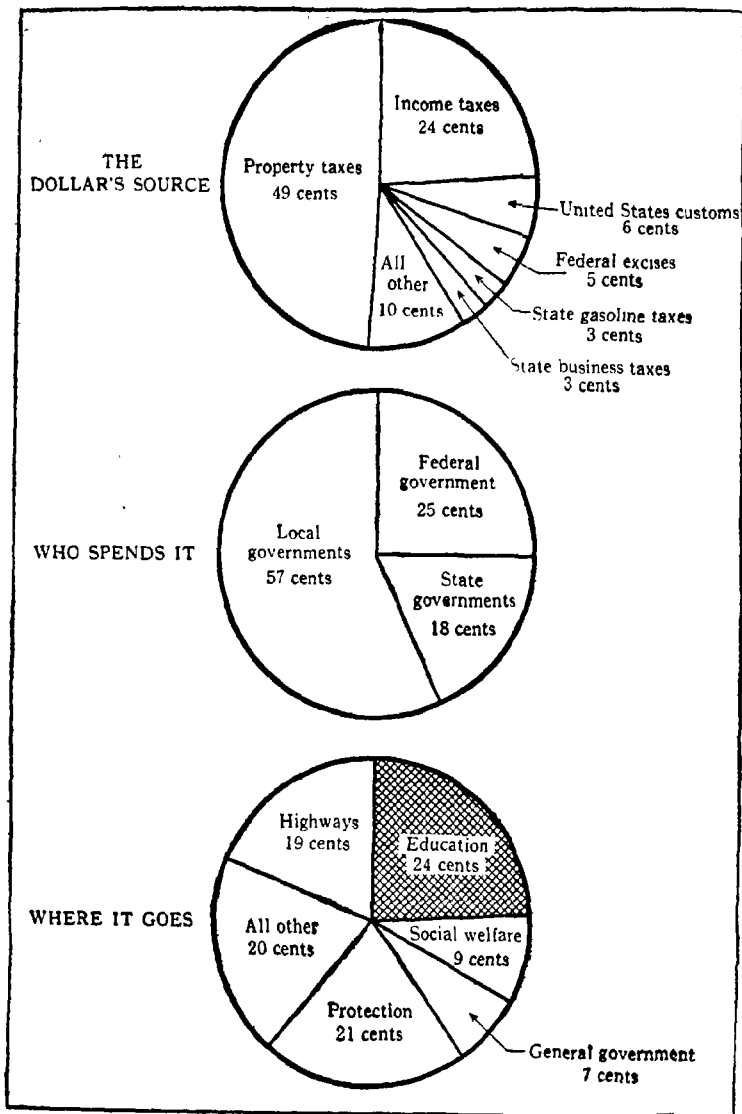 THE
DOLLAR'S SOURCE
Income taxes
24 cents
Property taxes
49 cents
United States customs
6 cents
Federal excises
5 cents
State gasoline taxes
3 cents
State business taxes
3 cents
All
other
10 cents
WHO SPENDS IT
Federal
government
25 cents
Local
governments
57 cents
State
governments
18 cents
WHERE IT GOES
Highways
19 cents
Education
24 cents
All other
20 cents
Social welfare
9 cents
Protection
21 cents
General government
7 cents